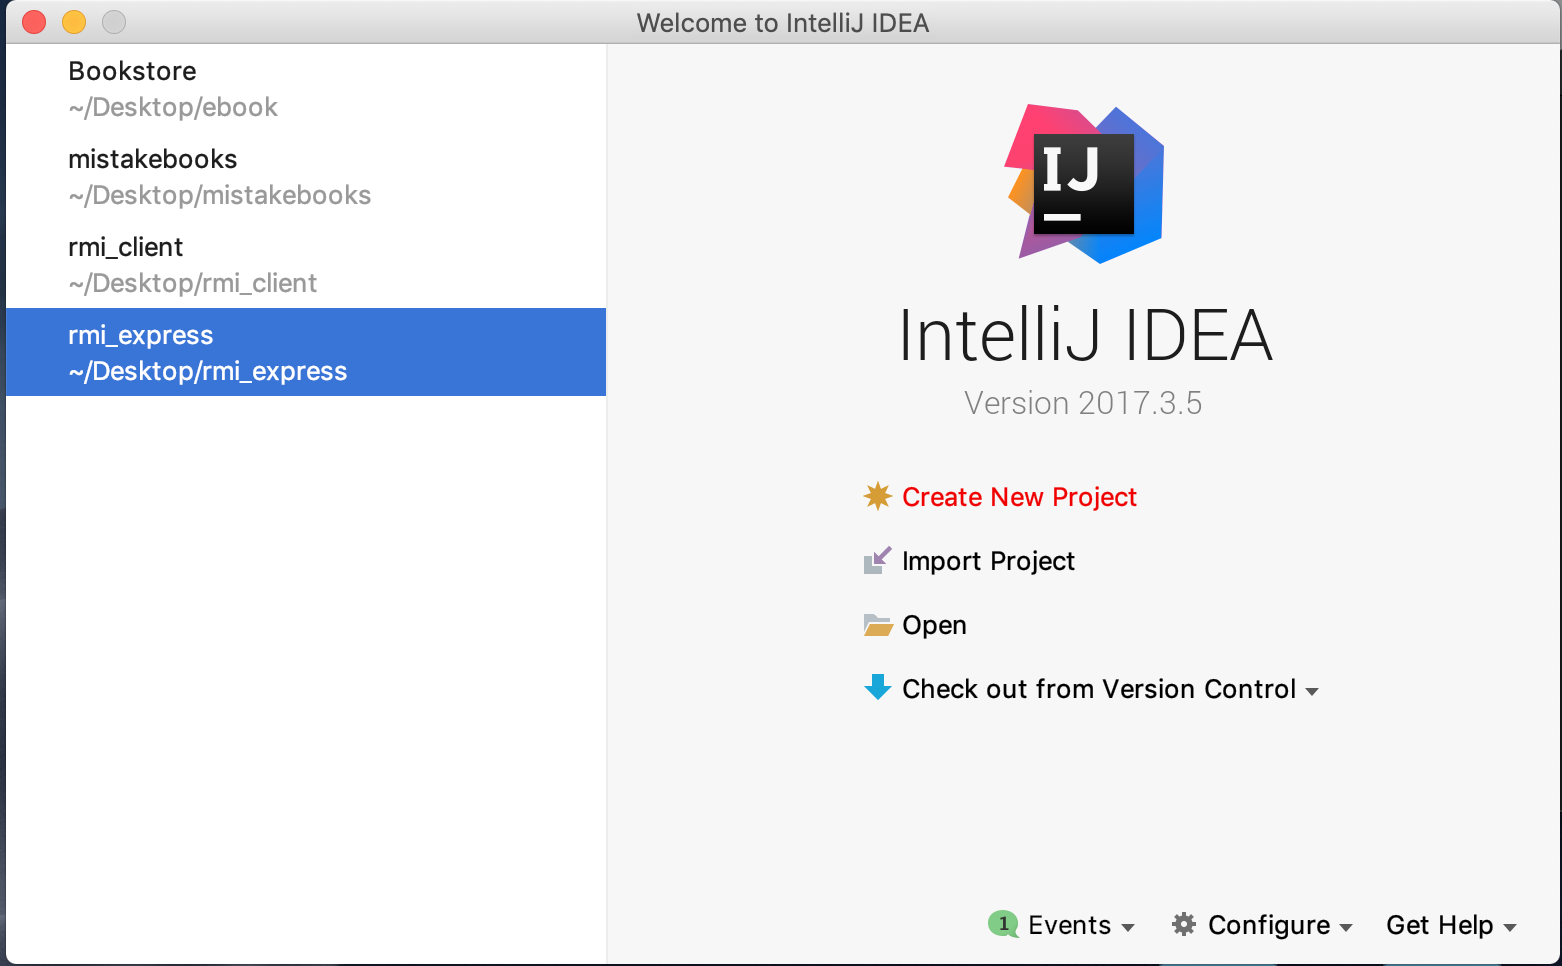 Welcome to IntelliJ IDEA
Bookstore
~/Desktop/ebook
mistakebooks
~/Desktop/mistakebooks
rmi_client
~/Desktop/rmi_client
rmi_express
~/Desktop/rmi_express
IJ
IntelliJ IDEA
Version 2017.3.5
Create New Project
Import Project
Open
Check out from Version Control
1 Events Configure Get Help